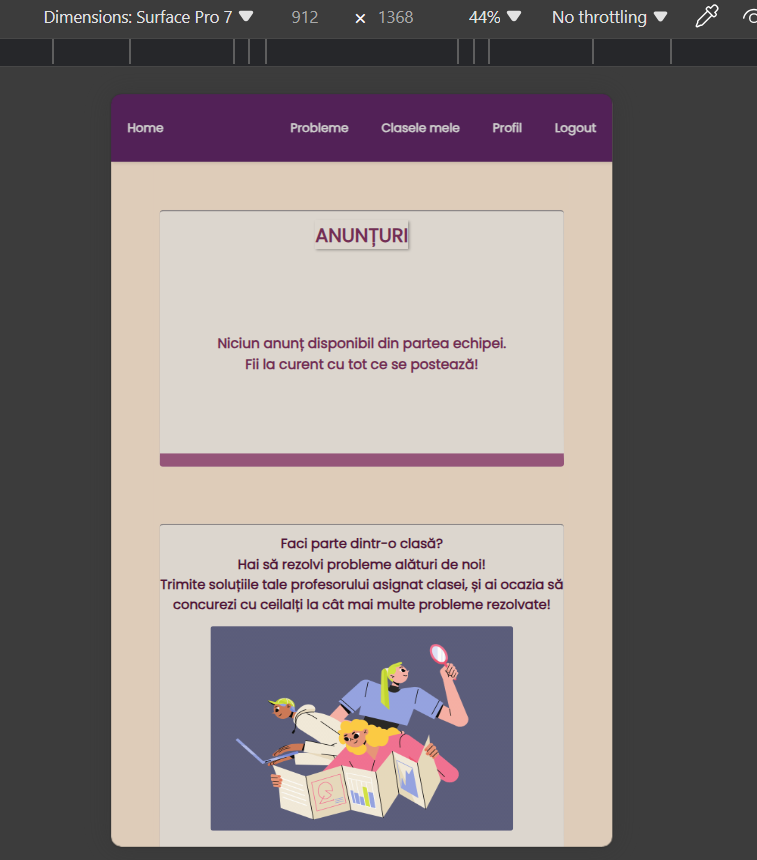 Dimensions: Surface Pro 7 912 × 1368 44% No throttling
Home Probleme Clasele mele Profil Logout
ANUNȚURI
Niciun anunț disponibil din partea echipei.
Fii la curent cu tot ce se postează!
Faci parte dintr-o clasă?
Hai să rezolvi probleme alături de noi!
Trimite soluțiile tale profesorului asignat clasei, și ai ocazia să
concurezi cu ceilalți la cât mai multe probleme rezolvate!